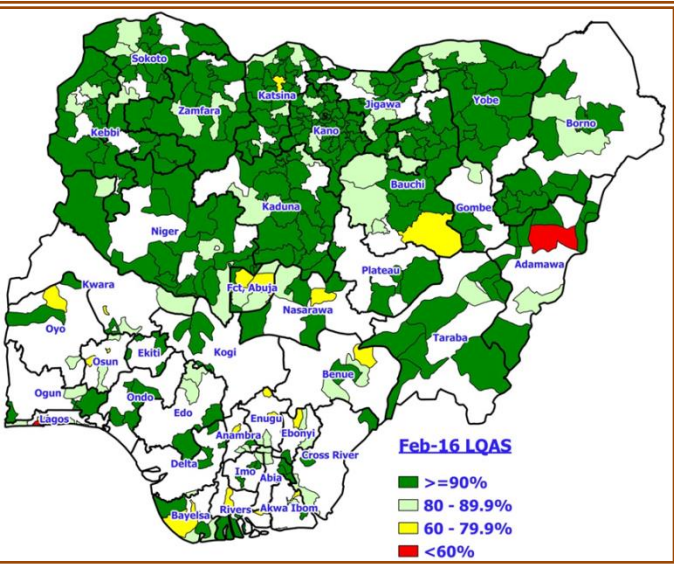 Sokoto
Katsina
Zamfara
Jigawa
Yobe
Borno
Kebbi
Kano
Bauchi
Kaduna
Gombe
Niger
Adamawa
Plateau
Kwara
Fct, Abuja
Nasarawa
Oyo
Taraba
Osun
Ekiti
Kogi
Benue
Ogun
Ondo
Edo
Lagos
Enugu
Anambra
Ebonyi
Cross River
Delta
Imo
Abia
Bayelsa
Rivers
Akwa Ibom
Feb-16 LQAS
>=90%
80 - 89.9%
60 - 79.9%
<60%